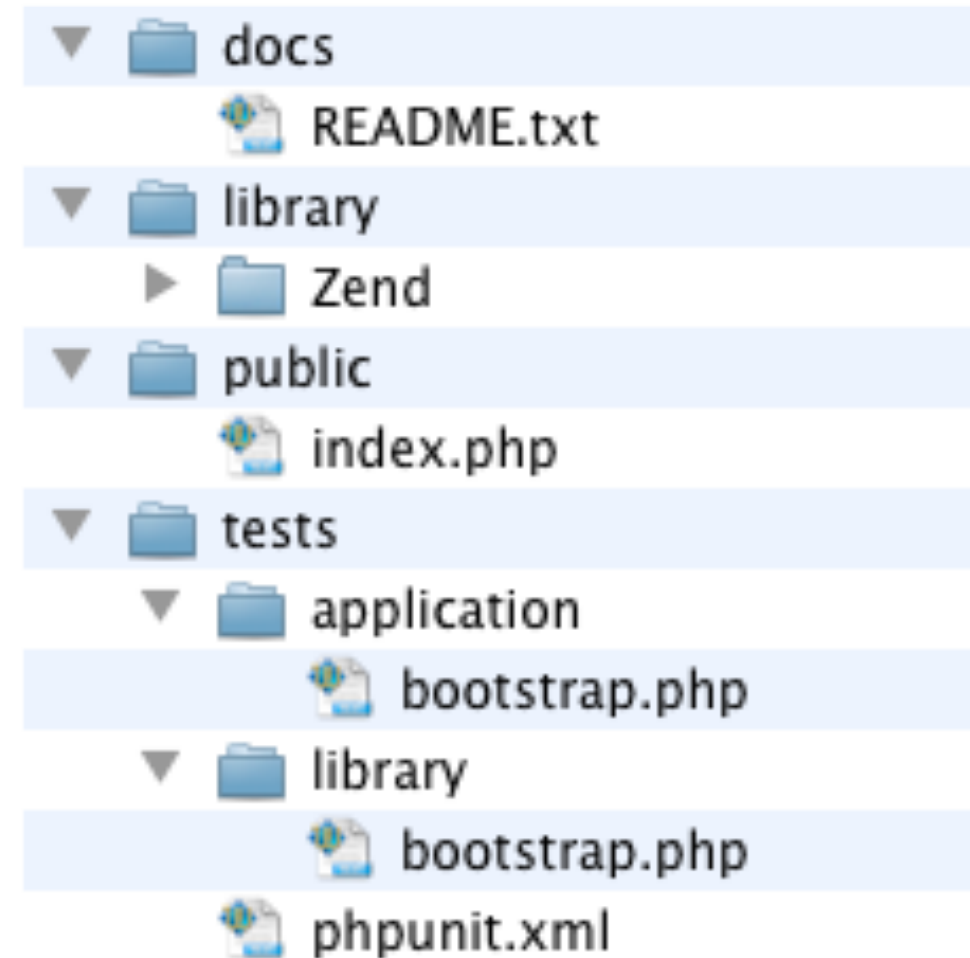 docs
README.txt
library
Zend
public
index.php
tests
application
bootstrap.php
library
bootstrap.php
phpunit.xml